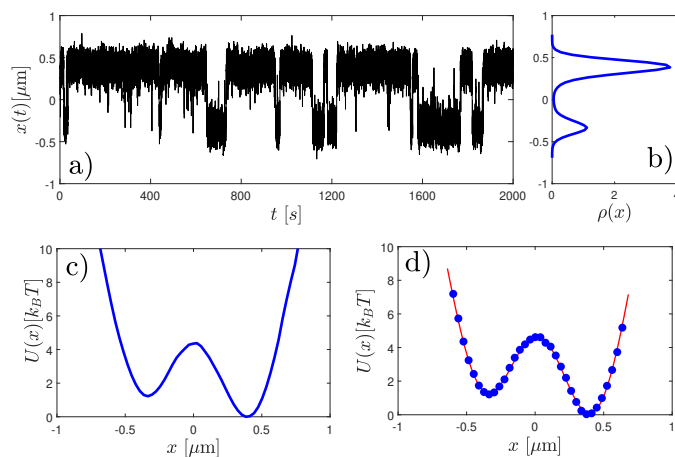 1
0.5
0
-0.5
-1
x(t)[μm]
a)
0 400 800 1200 1600 2000
t [s]
1
0.5
0
-0.5
-1
b)
0 2 4
ρ(x)
10
8
6
4
2
0
U(x)[k_BT]
c)
-1 -0.5 0 0.5 1
x [μm]
10
8
6
4
2
0
U(x)[k_BT]
d)
-1 -0.5 0 0.5 1
x [μm]